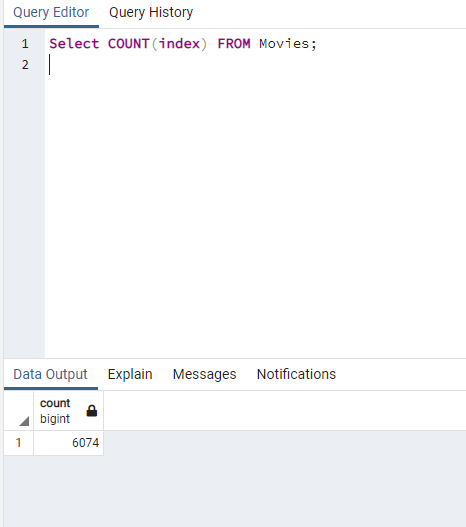 Query Editor Query History
1 Select COUNT(index) FROM Movies;
2
Data Output Explain Messages Notifications
count
bigint
1 6074